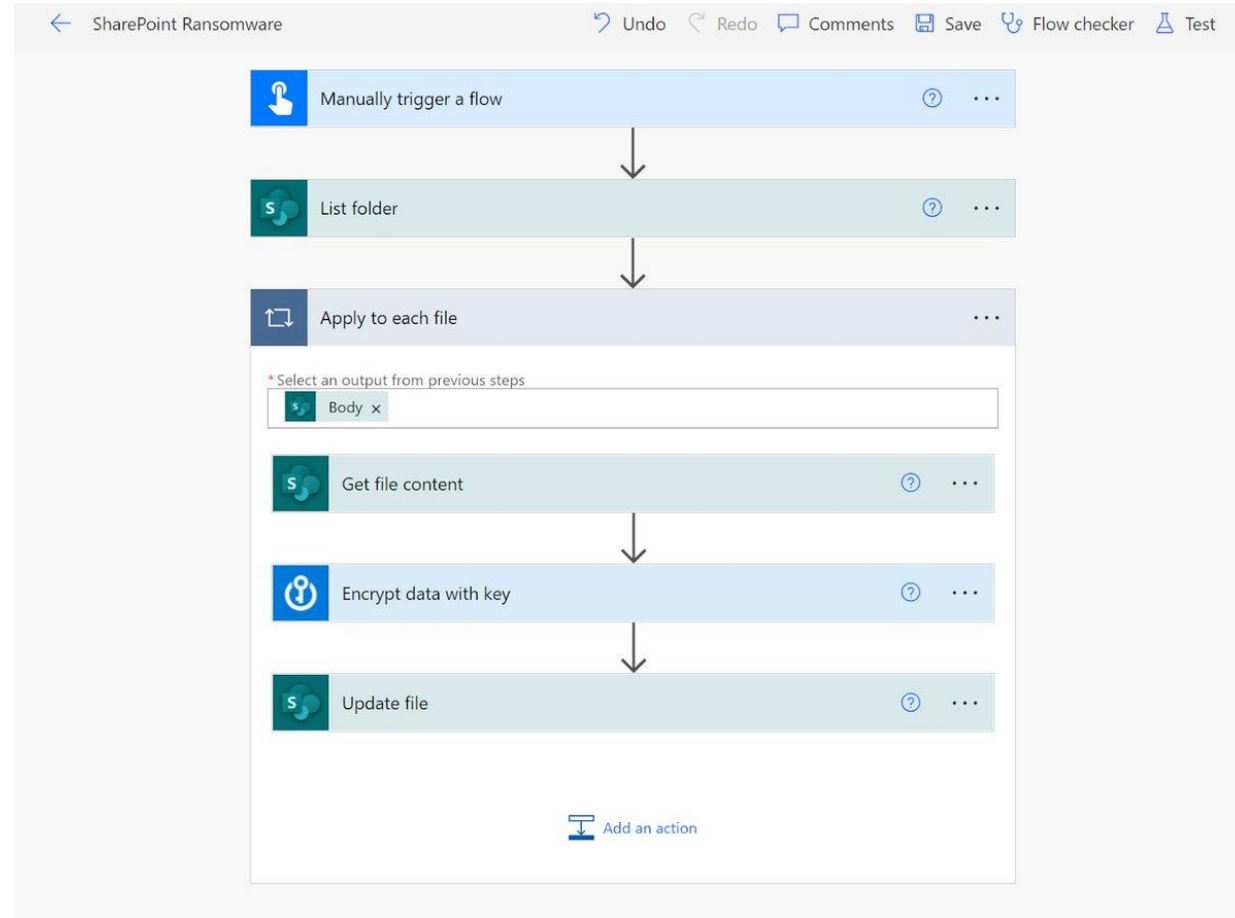 SharePoint Ransomware Undo Redo Comments Save Flow checker Test
Manually trigger a flow
List folder
Apply to each file
*Select an output from previous steps
Body ×
Get file content
Encrypt data with key
Update file
Add an action